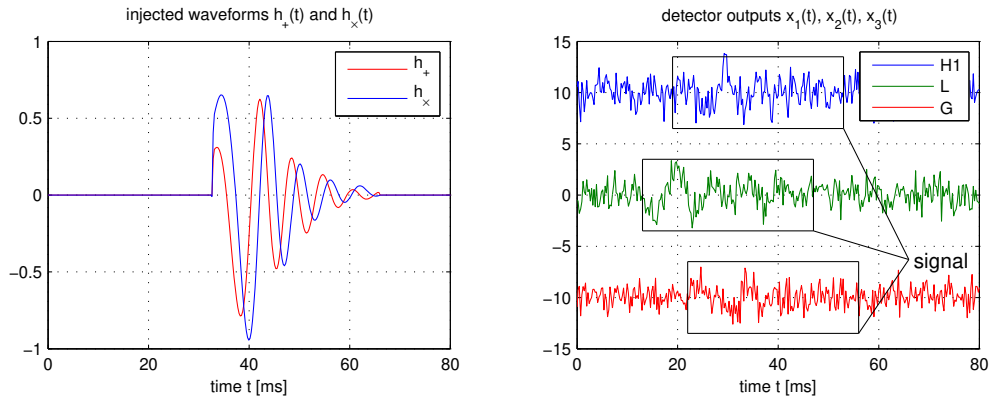 injected waveforms h₊(t) and hₓ(t)
1
0.5
0
−0.5
−1
0
20
40
60
80
time t [ms]
h₊
hₓ
detector outputs x₁(t), x₂(t), x₃(t)
15
10
5
0
−5
−10
−15
0
20
40
60
80
time t [ms]
H1
L
G
signal